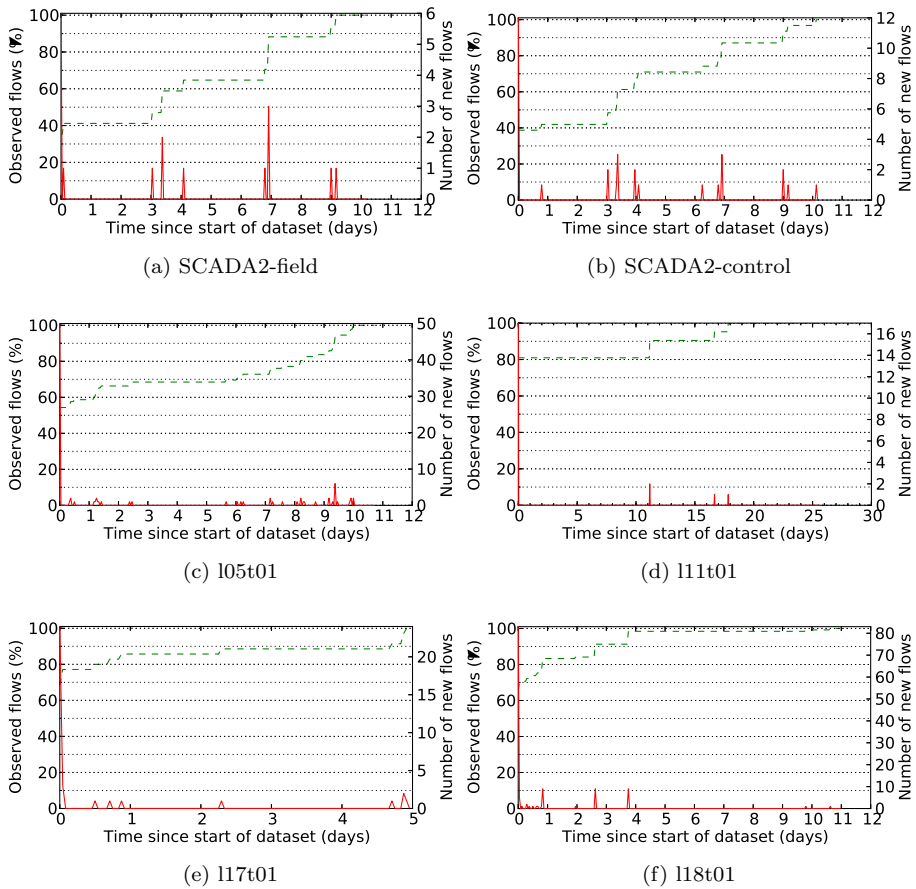 Observed flows (%)
100
80
60
40
20
0
6
5
4
3
2
1
0
Number of new flows
0 1 2 3 4 5 6 7 8 9 10 11 12
Time since start of dataset (days)
(a) SCADA2-field
Observed flows (%)
100
80
60
40
20
0
12
10
8
6
4
2
0
Number of new flows
0 1 2 3 4 5 6 7 8 9 10 11 12
Time since start of dataset (days)
(b) SCADA2-control
Observed flows (%)
100
80
60
40
20
0
50
40
30
20
10
0
Number of new flows
0 1 2 3 4 5 6 7 8 9 10 11 12
Time since start of dataset (days)
(c) l05t01
Observed flows (%)
100
80
60
40
20
0
16
14
12
10
8
6
4
2
0
Number of new flows
0 5 10 15 20 25 30
Time since start of dataset (days)
(d) l11t01
Observed flows (%)
100
80
60
40
20
0
20
15
10
5
0
Number of new flows
0 1 2 3 4 5
Time since start of dataset (days)
(e) l17t01
Observed flows (%)
100
80
60
40
20
0
80
70
60
50
40
30
20
10
0
Number of new flows
0 1 2 3 4 5 6 7 8 9 10 11 12
Time since start of dataset (days)
(f) l18t01